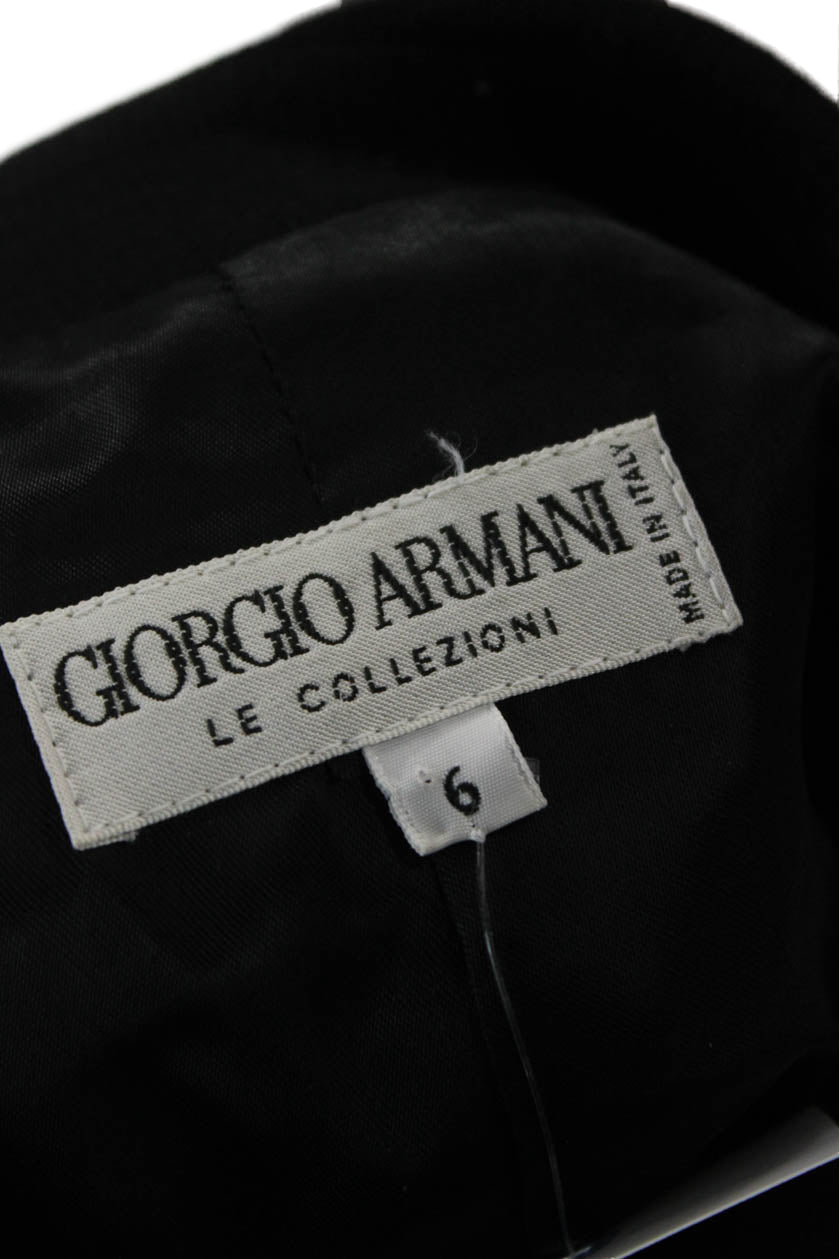 GIORGIO ARMANI
LE COLLEZIONI
MADE IN ITALY
6